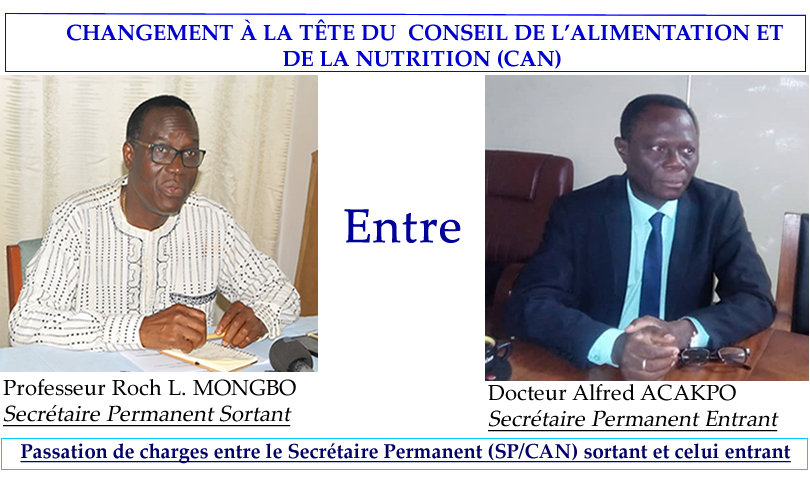 CHANGEMENT À LA TÊTE DU CONSEIL DE L'ALIMENTATION ET
DE LA NUTRITION (CAN)
Entre
Professeur Roch L. MONGBO
Secrétaire Permanent Sortant
Docteur Alfred ACAKPO
Secrétaire Permanent Entrant
Passation de charges entre le Secrétaire Permanent (SP/CAN) sortant et celui entrant